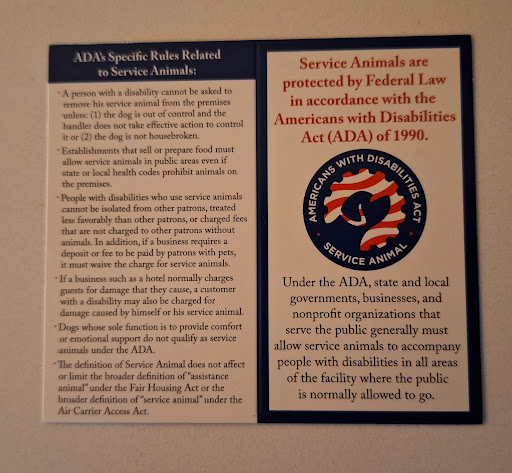 ADA's Specific Rules Related
to Service Animals:
· A person with a disability cannot be asked to
remove his service animal from the premises
unless: (1) the dog is out of control and the
handler does not take effective action to control
it or (2) the dog is not housebroken.
· Establishments that sell or prepare food must
allow service animals in public areas even if
state or local health codes prohibit animals on
the premises.
· People with disabilities who use service animals
cannot be isolated from other patrons, treated
less favorably than other patrons, or charged fees
that are not charged to other patrons without
animals. In addition, if a business requires a
deposit or fee to be paid by patrons with pets,
it must waive the charge for service animals.
· If a business such as a hotel normally charges
guests for damage that they cause, a customer
with a disability may also be charged for
damage caused by himself or his service animal.
· Dogs whose sole function is to provide comfort
or emotional support do not qualify as service
animals under the ADA.
· The definition of Service Animal does not affect
or limit the broader definition of "assistance
animal" under the Fair Housing Act or the
broader definition of "service animal" under the
Air Carrier Access Act.
Service Animals are
protected by Federal Law
in accordance with the
Americans with Disabilities
Act (ADA) of 1990.
AMERICANS WITH DISABILITIES ACT
· SERVICE ANIMAL ·
Under the ADA, state and local
governments, businesses, and
nonprofit organizations that
serve the public generally must
allow service animals to accompany
people with disabilities in all areas
of the facility where the public
is normally allowed to go.